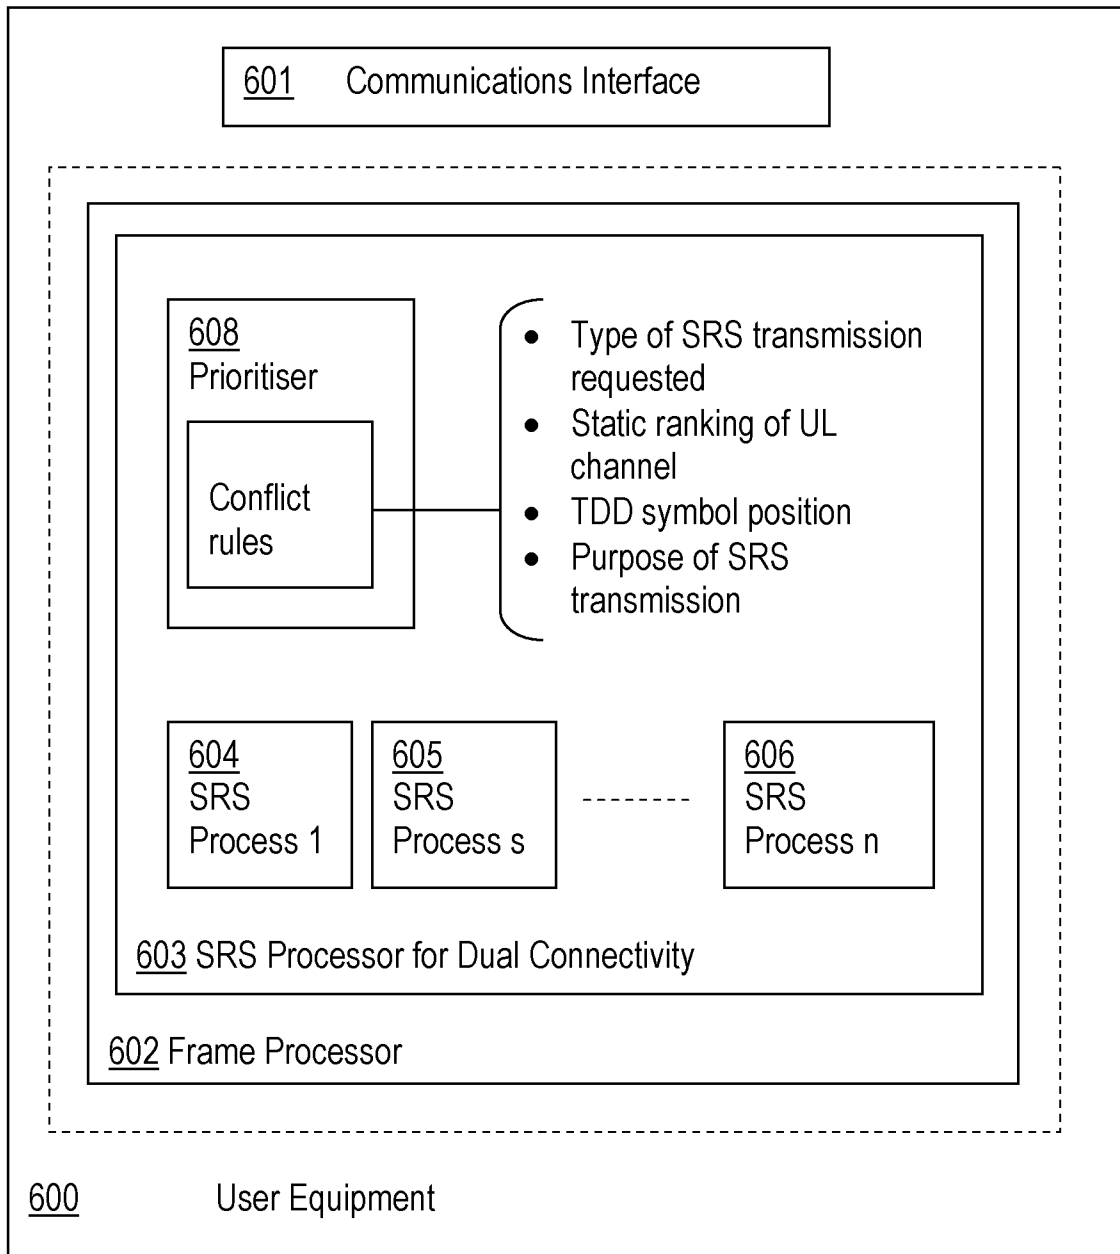 601 Communications Interface
608
Prioritiser
Conflict
rules
● Type of SRS transmission
requested
● Static ranking of UL
channel
● TDD symbol position
● Purpose of SRS
transmission
604
SRS
Process 1
605
SRS
Process s
606
SRS
Process n
603 SRS Processor for Dual Connectivity
602 Frame Processor
600 User Equipment